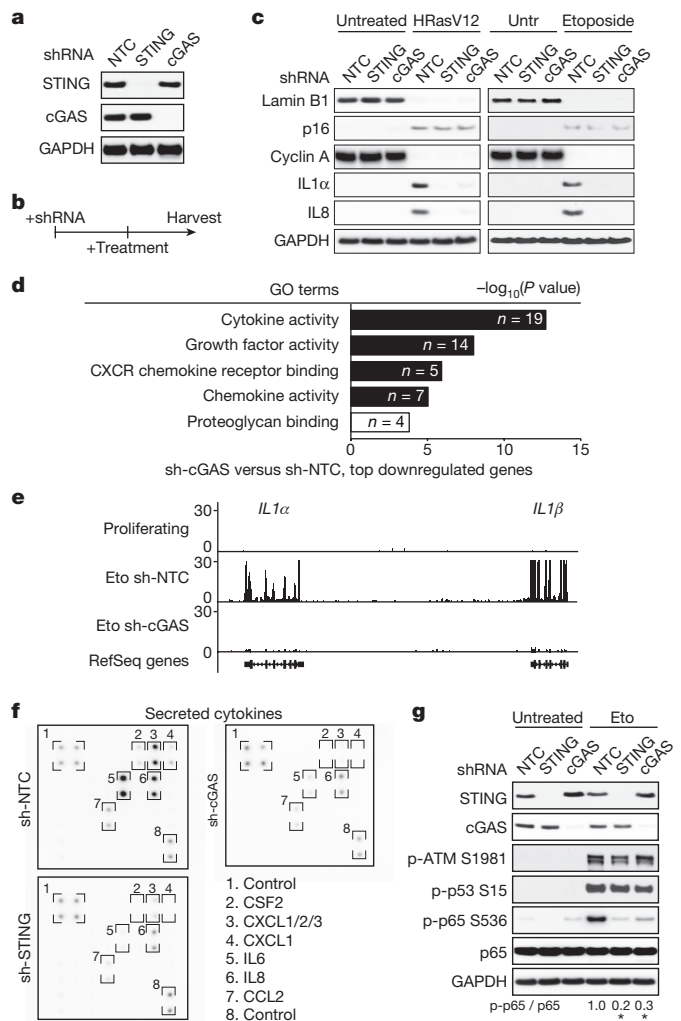 a
shRNA
NTC
STING
cGAS
STING
cGAS
GAPDH
b
+shRNA
Harvest
+Treatment
c
Untreated HRasV12 Untr Etoposide
shRNA
NTC STING cGAS NTC STING cGAS NTC STING cGAS NTC STING cGAS
Lamin B1
p16
Cyclin A
IL1α
IL8
GAPDH
d
GO terms –log10(P value)
Cytokine activity n = 19
Growth factor activity n = 14
CXCR chemokine receptor binding n = 5
Chemokine activity n = 7
Proteoglycan binding n = 4
0 5 10 15
sh-cGAS versus sh-NTC, top downregulated genes
e
IL1α IL1β
30
Proliferating
0
30
Eto sh-NTC
0
30
Eto sh-cGAS
0
RefSeq genes
f
Secreted cytokines
sh-NTC
1 2 3 4
5 6
7
8
sh-cGAS
1 2 3 4
5 6
7
8
sh-STING
1 2 3 4
5 6
7
8
1. Control
2. CSF2
3. CXCL1/2/3
4. CXCL1
5. IL6
6. IL8
7. CCL2
8. Control
g
Untreated Eto
shRNA
NTC STING cGAS NTC STING cGAS
STING
cGAS
p-ATM S1981
p-p53 S15
p-p65 S536
p65
GAPDH
p-p65 / p65 1.0 0.2 0.3
* *